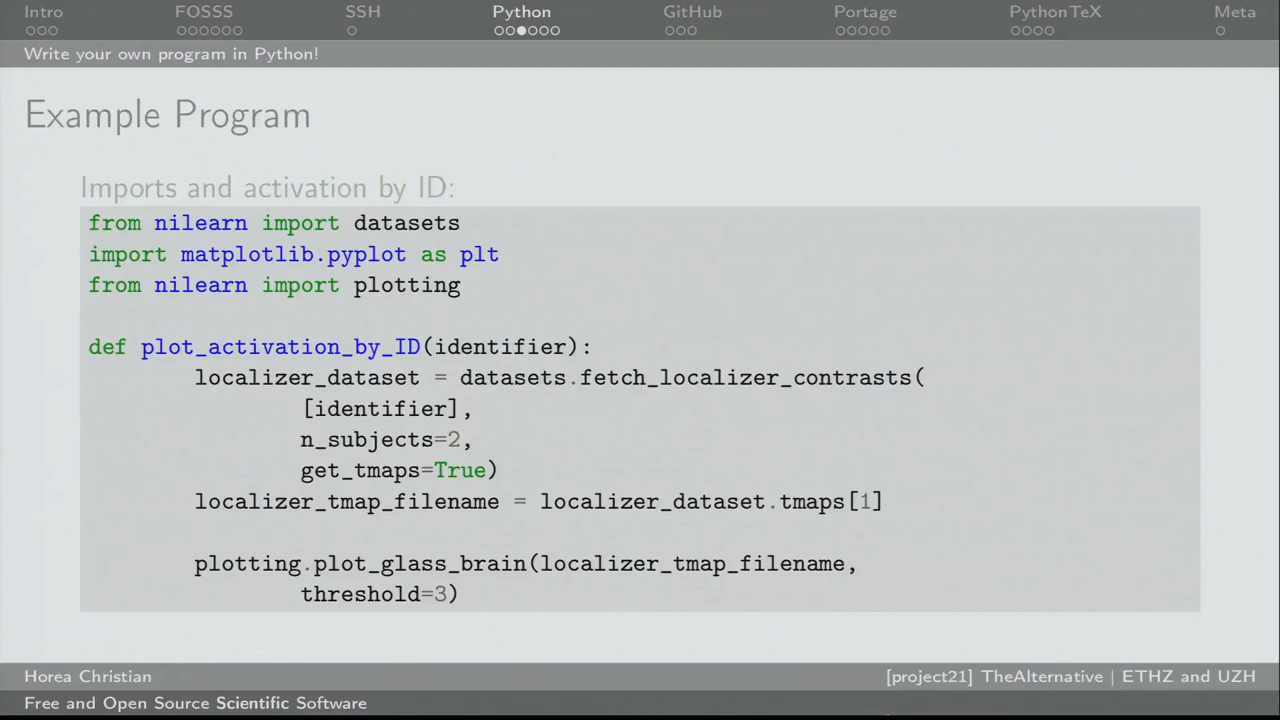 Intro FOSSS SSH Python GitHub Portage PythonTeX Meta
Write your own program in Python!
Example Program
Imports and activation by ID:
from nilearn import datasets
import matplotlib.pyplot as plt
from nilearn import plotting
def plot_activation_by_ID(identifier):
localizer_dataset = datasets.fetch_localizer_contrasts(
[identifier],
n_subjects=2,
get_tmaps=True)
localizer_tmap_filename = localizer_dataset.tmaps[1]
plotting.plot_glass_brain(localizer_tmap_filename,
threshold=3)
Horea Christian [project21] TheAlternative | ETHZ and UZH
Free and Open Source Scientific Software